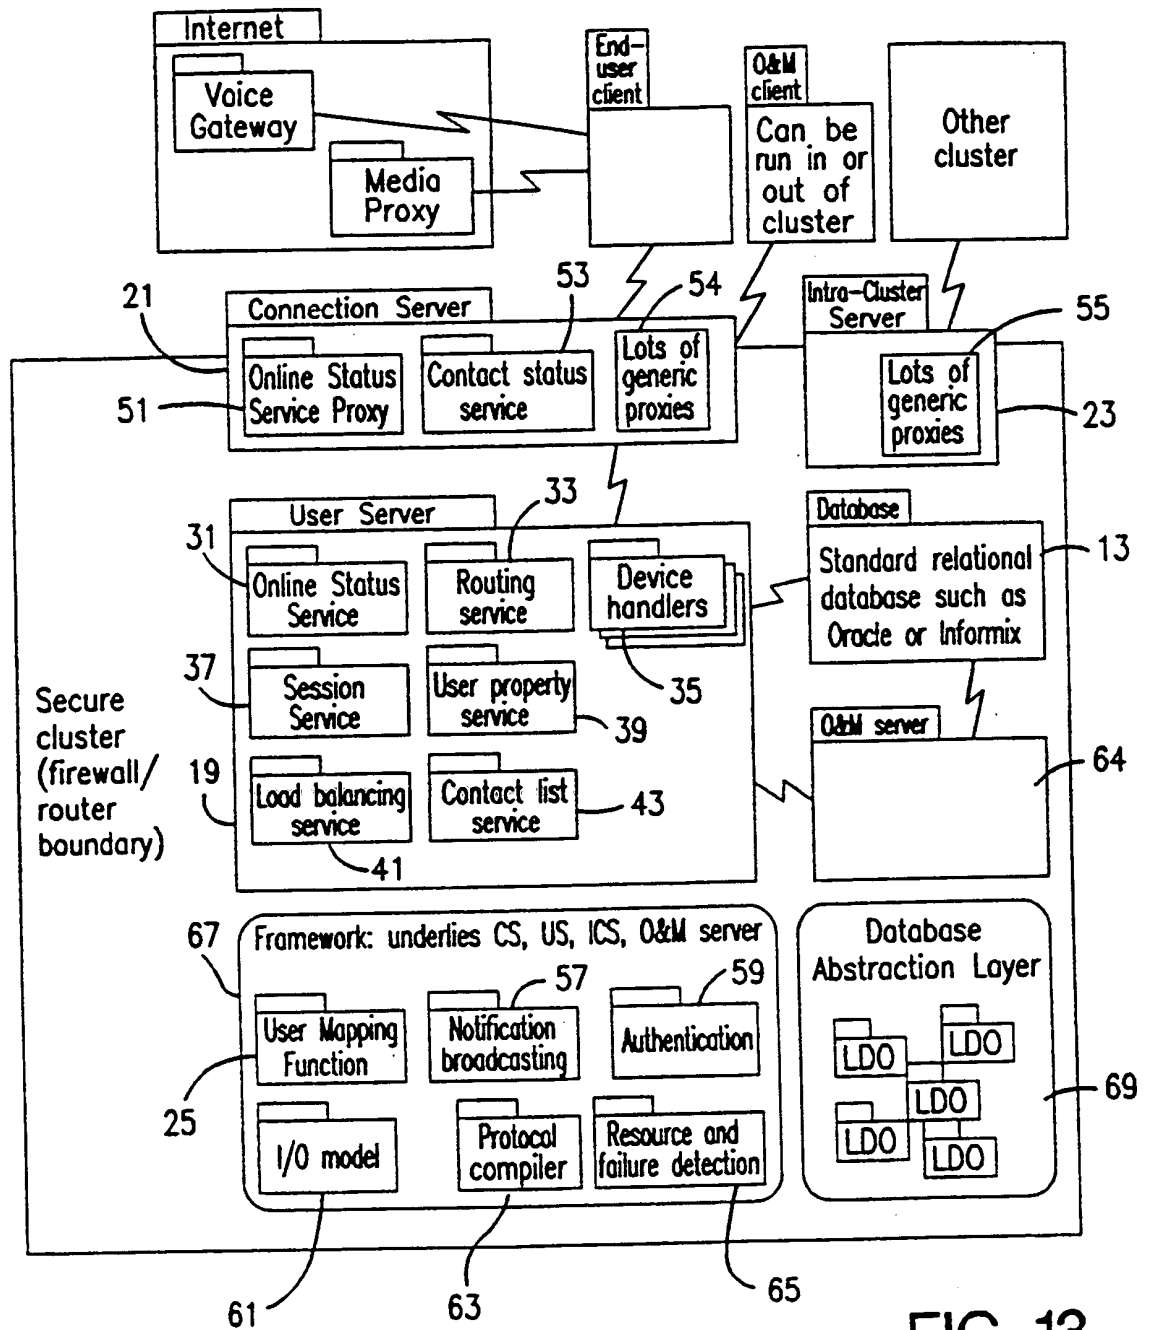 Internet
Voice
Gateway
Media
Proxy
End-
user
client
O&M
client
Can be
run in or
out of
cluster
Other
cluster
21
Connection Server
53
54
Intra-Cluster
Server
55
Online Status
Service Proxy
51
Contact status
service
Lots of
generic
proxies
Lots of
generic
proxies
23
User Server
33
31
Online Status
Service
Routing
service
Device
handlers
35
Database
13
Standard relational
database such as
Oracle or Informix
37
Session
Service
User property
service
39
Secure
cluster
(firewall/
router
boundary)
19
Load balancing
service
41
Contact list
service
43
O&M server
64
67
Framework: underlies CS, US, ICS, O&M server
57
59
User Mapping
Function
25
Notification
broadcasting
Authentication
I/O model
61
Protocol
compiler
63
Resource and
failure detection
65
Database
Abstraction Layer
LDO
LDO
LDO
LDO
LDO
69
FIG. 13